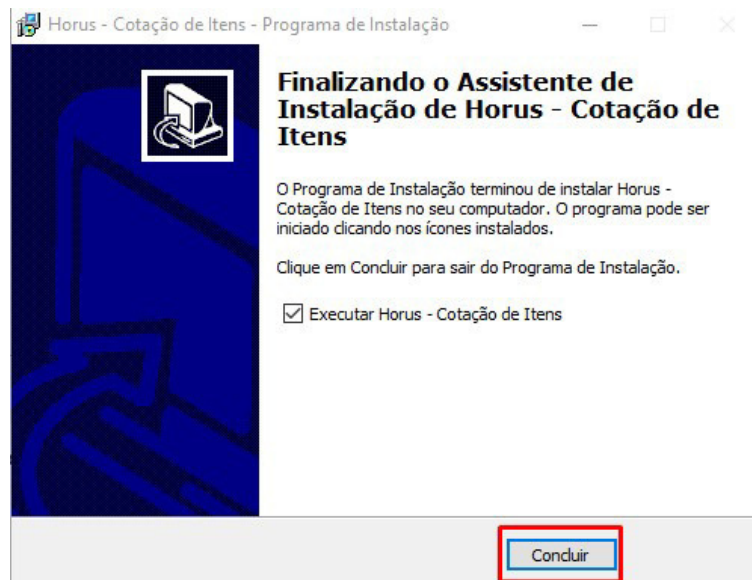 Horus - Cotação de Itens - Programa de Instalação
Finalizando o Assistente de
Instalação de Horus - Cotação de
Itens
O Programa de Instalação terminou de instalar Horus -
Cotação de Itens no seu computador. O programa pode ser
iniciado clicando nos ícones instalados.
Clique em Concluir para sair do Programa de Instalação.
Executar Horus - Cotação de Itens
Concluir